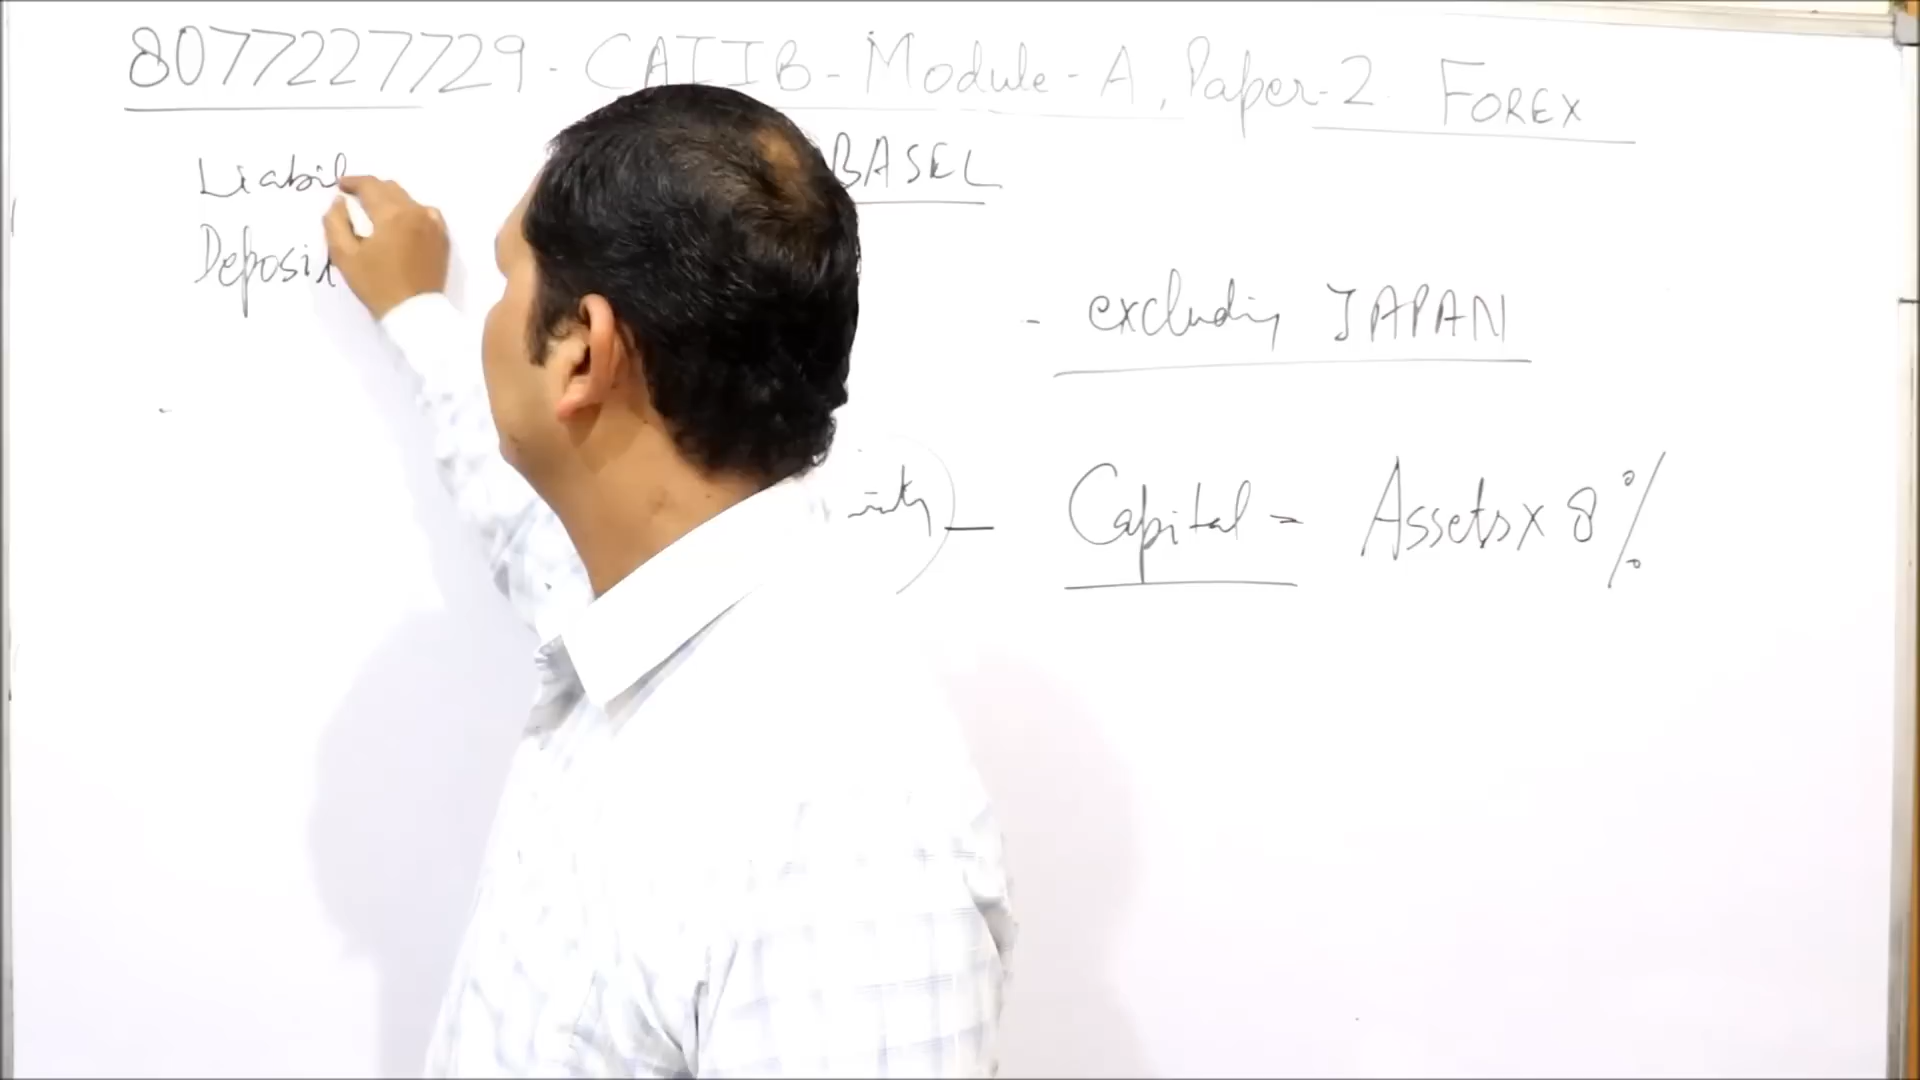 8077227729 - CAIIB - Module - A, Paper - 2 FOREX
BASEL
Liabil
Deposit
- excluding JAPAN
Capital = Assets x 8%